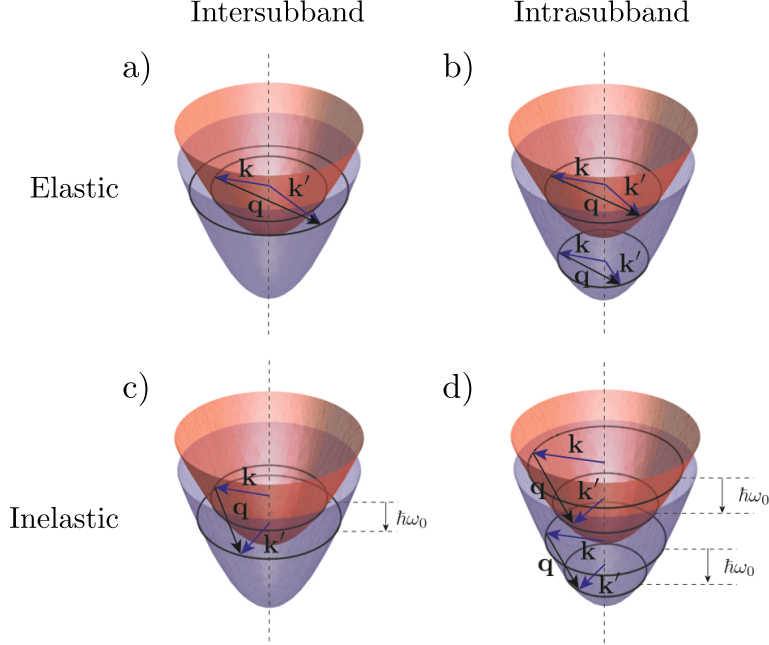 Intersubband
Intrasubband
a)
b)
Elastic
k
k′
q
k
k′
q
k
k′
q
c)
d)
Inelastic
k
q
k′
ħω₀
k
q
k′
ħω₀
k
q
k′
ħω₀